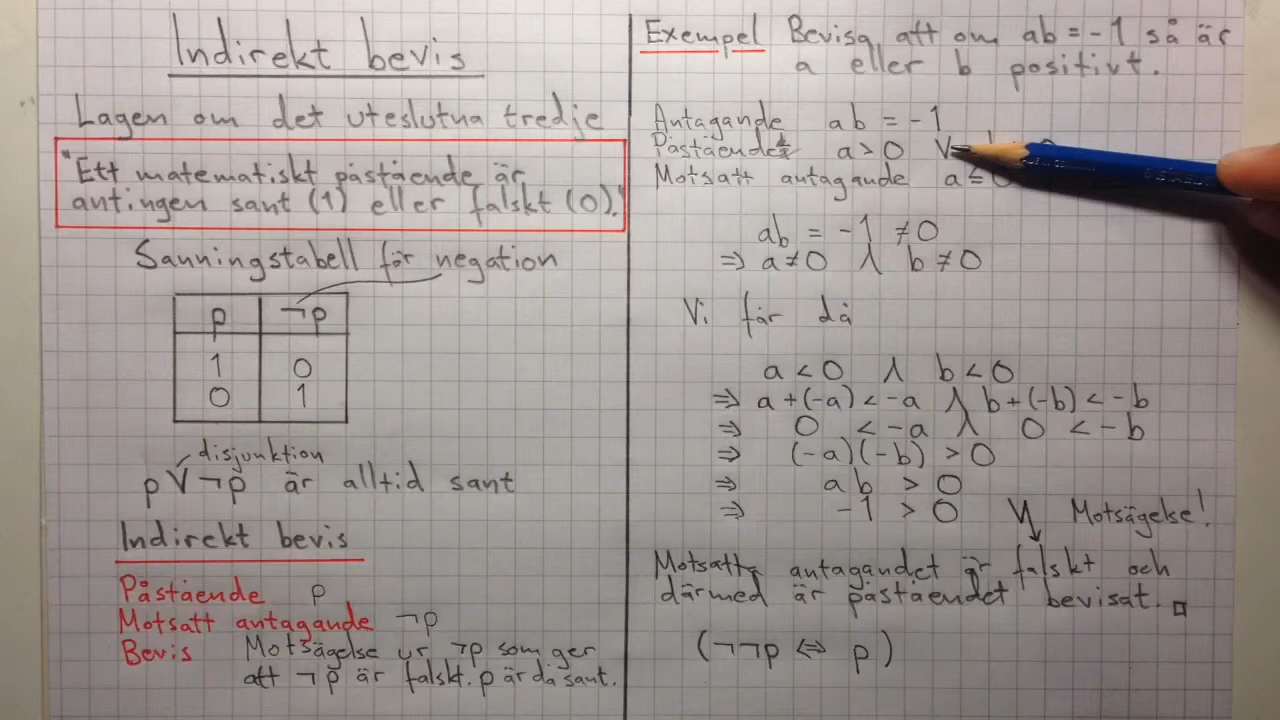 Indirekt bevis
Lagen om det uteslutna tredje
"Ett matematiskt påstående är
antingen sant (1) eller falskt (0)."
Sanningstabell för negation
p ¬p
1 0
0 1
disjunktion
p V ¬p är alltid sant
Indirekt bevis
Påstående p
Motsatt antagande ¬p
Bevis Motsägelse ur ¬p som ger
att ¬p är falskt. p är då sant.
Exempel Bevisa att om ab = -1 så är
a eller b positivt.
Antagande ab = -1
Påståendet a > 0 V
Motsatt antagande a ≤ 0
ab = -1 ≠ 0
⇒ a ≠ 0 ∧ b ≠ 0
Vi får då
a < 0 ∧ b < 0
⇒ a + (-a) < -a ∧ b + (-b) < -b
⇒ 0 < -a ∧ 0 < -b
⇒ (-a)(-b) > 0
⇒ ab > 0
⇒ -1 > 0 Motsägelse!
Motsatta antagandet är falskt och
därmed är påståendet bevisat. □
(¬¬p ⇔ p)